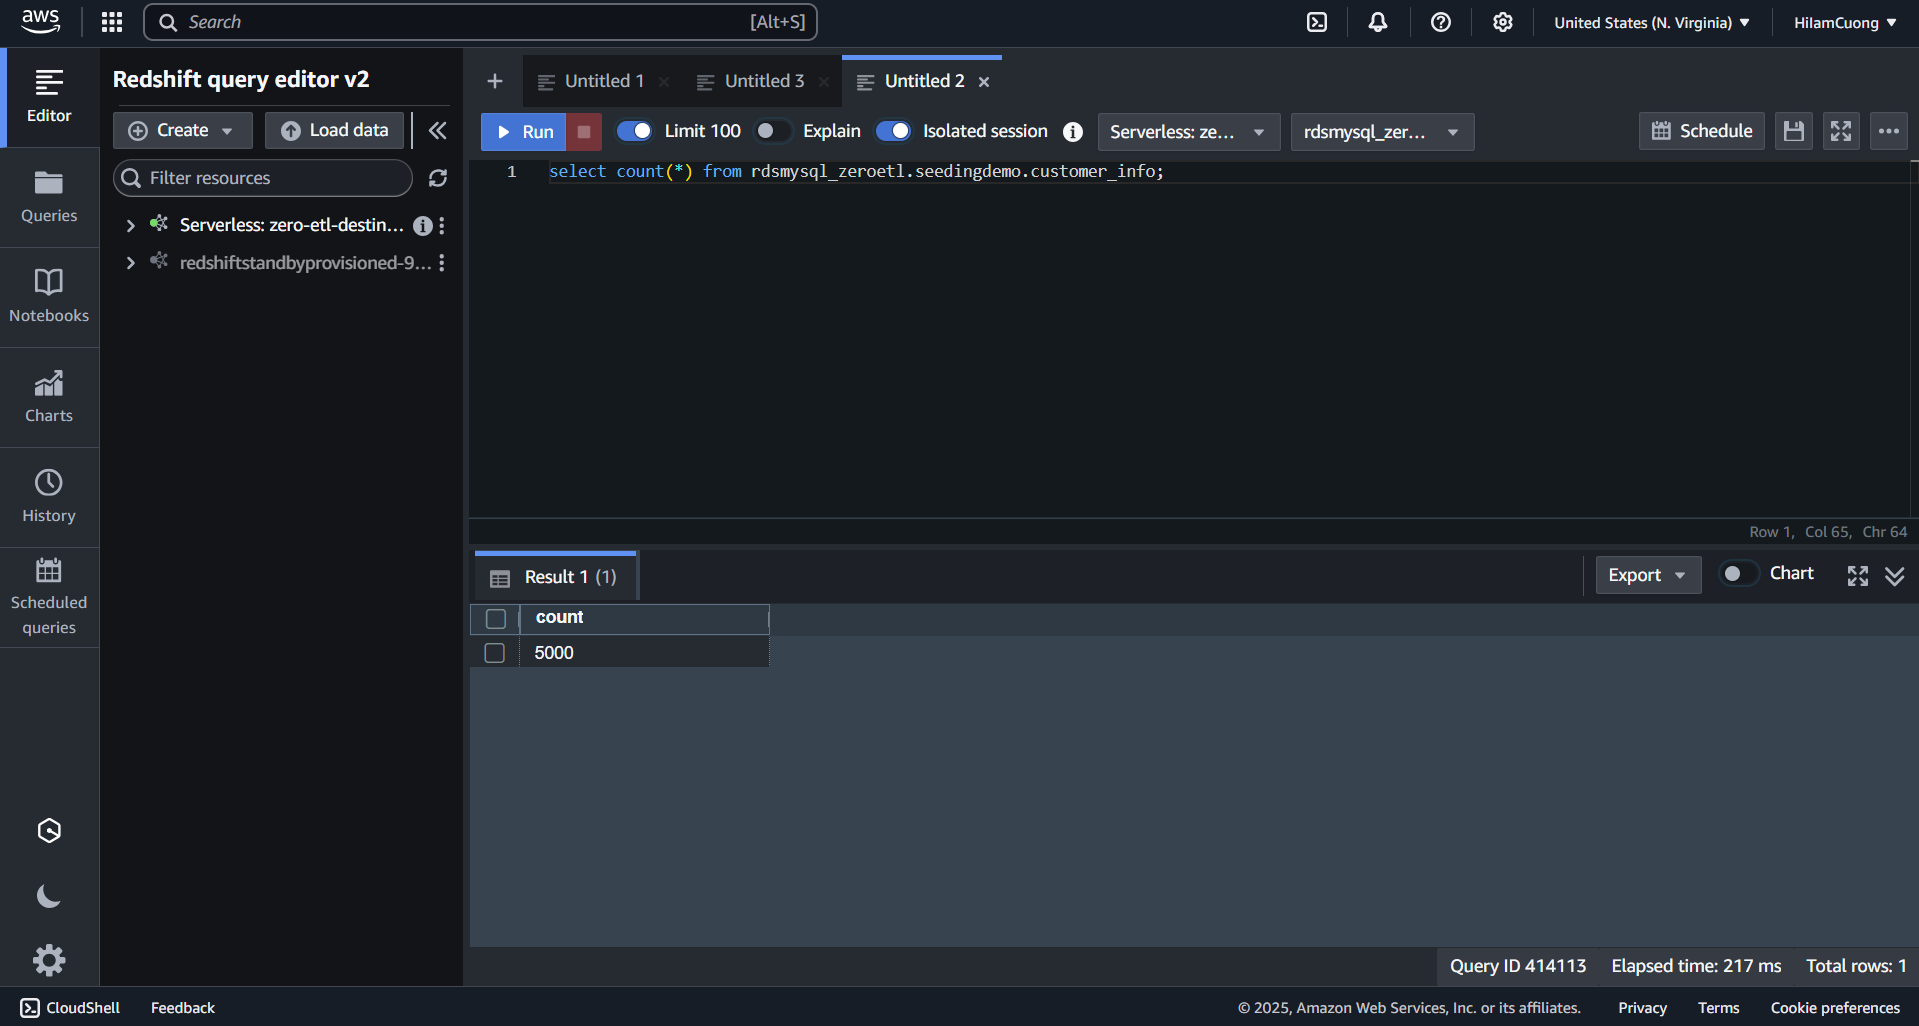 aws
Search
[Alt+S]
United States (N. Virginia)
HilamCuong
Editor
Queries
Notebooks
Charts
History
Scheduled
queries
Redshift query editor v2
Create
Load data
Filter resources
Serverless: zero-etl-destin...
redshiftstandbyprovisioned-9...
Untitled 1
Untitled 3
Untitled 2
Run
Limit 100
Explain
Isolated session
Serverless: ze...
rdsmysql_zer...
Schedule
1
select count(*) from rdsmysql_zeroetl.seedingdemo.customer_info;
Row 1, Col 65, Chr 64
Result 1 (1)
Export
Chart
count
5000
Query ID 414113
Elapsed time: 217 ms
Total rows: 1
CloudShell
Feedback
© 2025, Amazon Web Services, Inc. or its affiliates.
Privacy
Terms
Cookie preferences